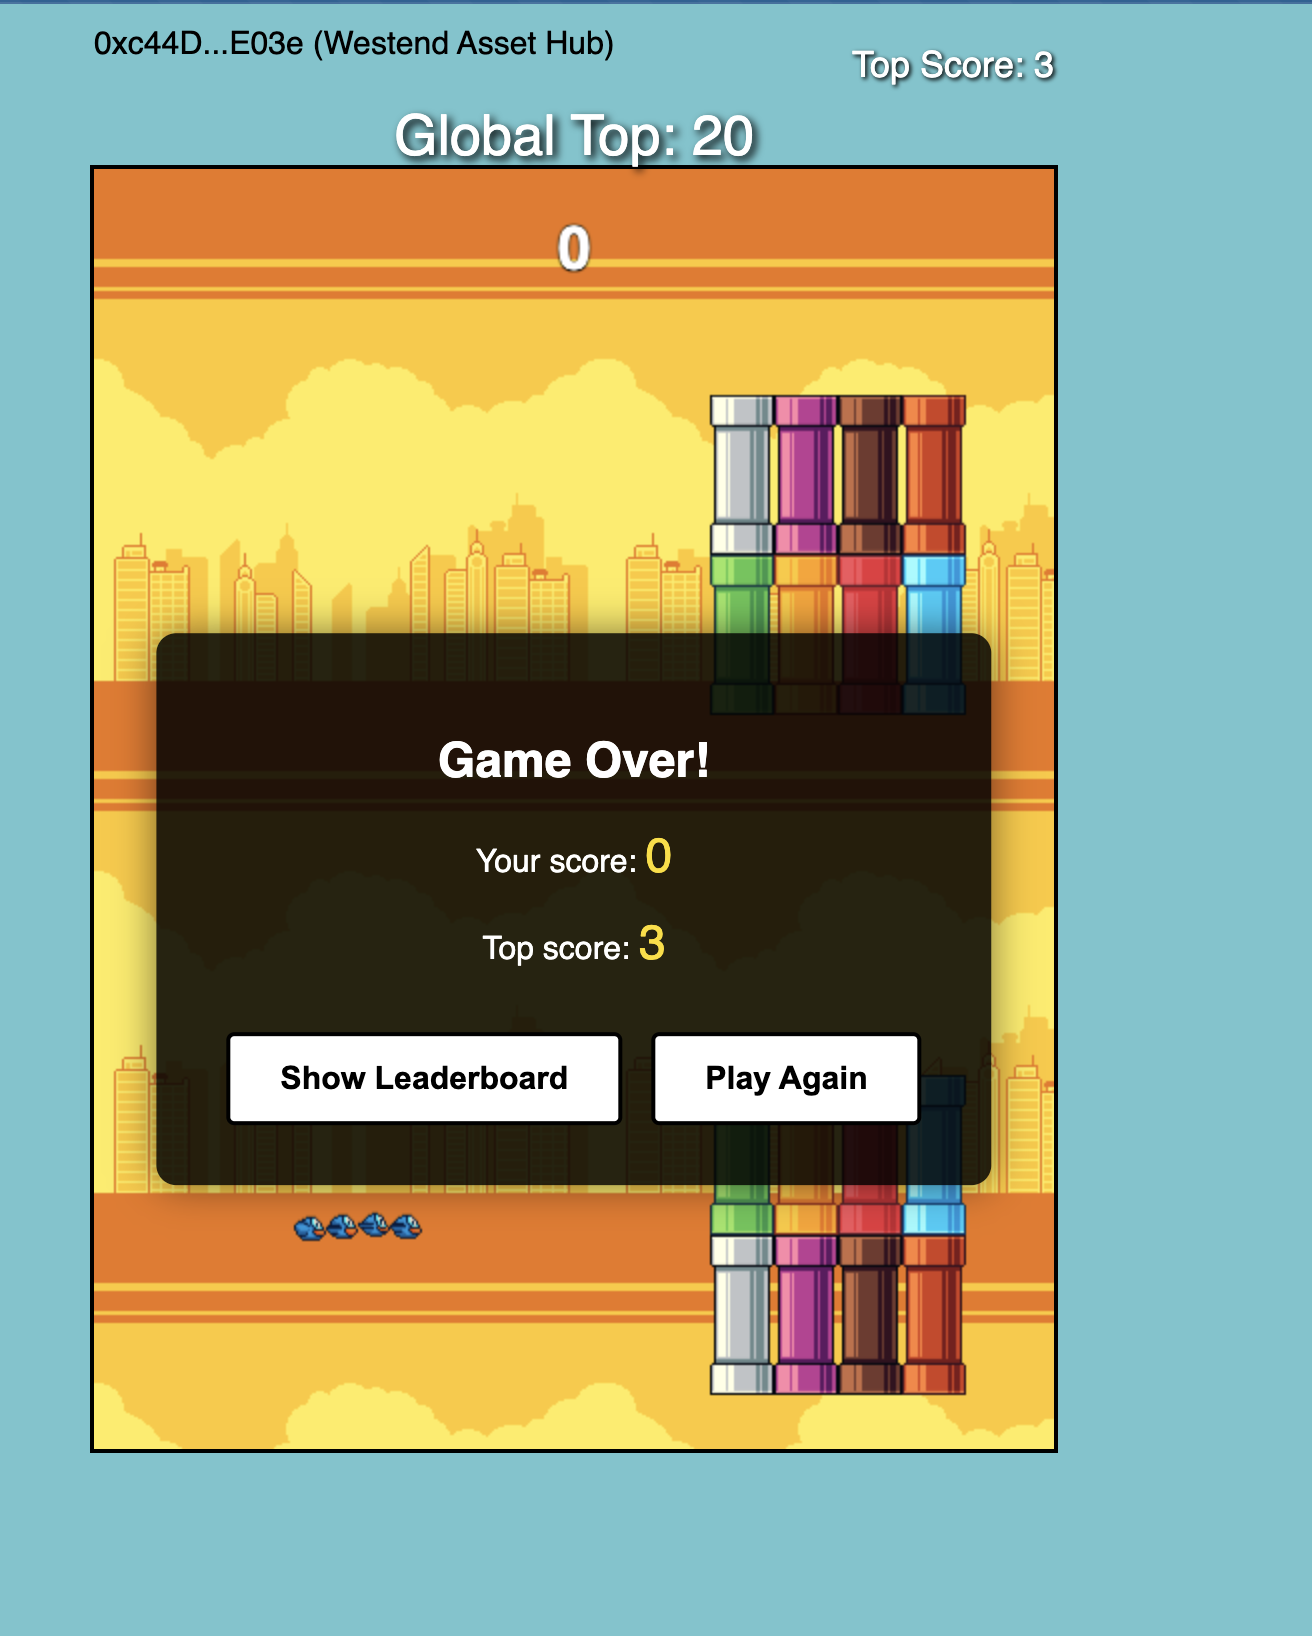 0xc44D...E03e (Westend Asset Hub)
Top Score: 3
Global Top: 20
0
Game Over!
Your score: 0
Top score: 3
Show Leaderboard
Play Again